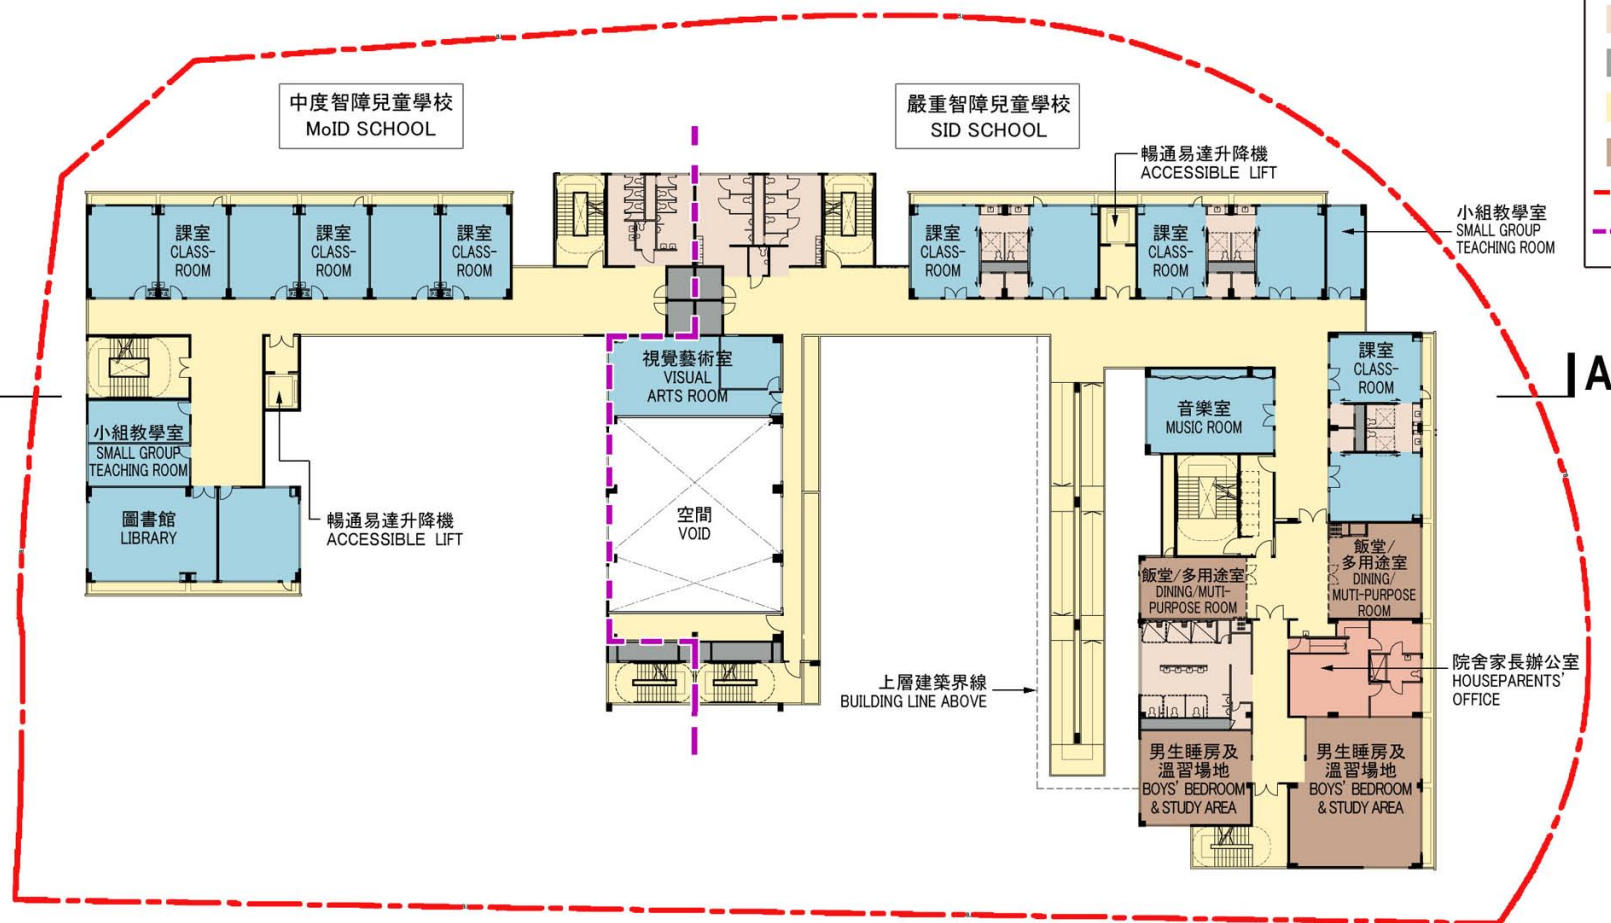 中度智障兒童學校
MoID SCHOOL
嚴重智障兒童學校
SID SCHOOL
暢通易達升降機
ACCESSIBLE LIFT
小組教學室
SMALL GROUP
TEACHING ROOM
課室
CLASS-
ROOM
課室
CLASS-
ROOM
課室
CLASS-
ROOM
課室
CLASS-
ROOM
課室
CLASS-
ROOM
視覺藝術室
VISUAL
ARTS ROOM
課室
CLASS-
ROOM
A
音樂室
MUSIC ROOM
小組教學室
SMALL GROUP
TEACHING ROOM
圖書館
LIBRARY
暢通易達升降機
ACCESSIBLE LIFT
空間
VOID
飯堂/多用途室
DINING/MUTI-
PURPOSE ROOM
飯堂/
多用途室
DINING/
MUTI-PURPOSE
ROOM
上層建築界線
BUILDING LINE ABOVE
院舍家長辦公室
HOUSEPARENTS'
OFFICE
男生睡房及
溫習場地
BOYS' BEDROOM
& STUDY AREA
男生睡房及
溫習場地
BOYS' BEDROOM
& STUDY AREA